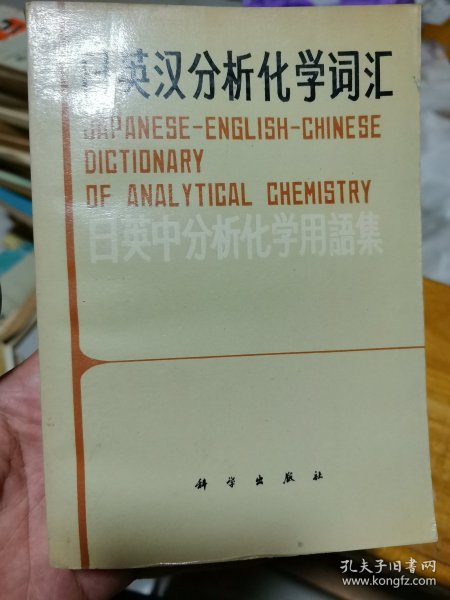 日英汉分析化学词汇
JAPANESE-ENGLISH-CHINESE
DICTIONARY
OF ANALYTICAL CHEMISTRY
日英中分析化学用語集
科学出版社
孔夫子旧书网
www.kongfz.com